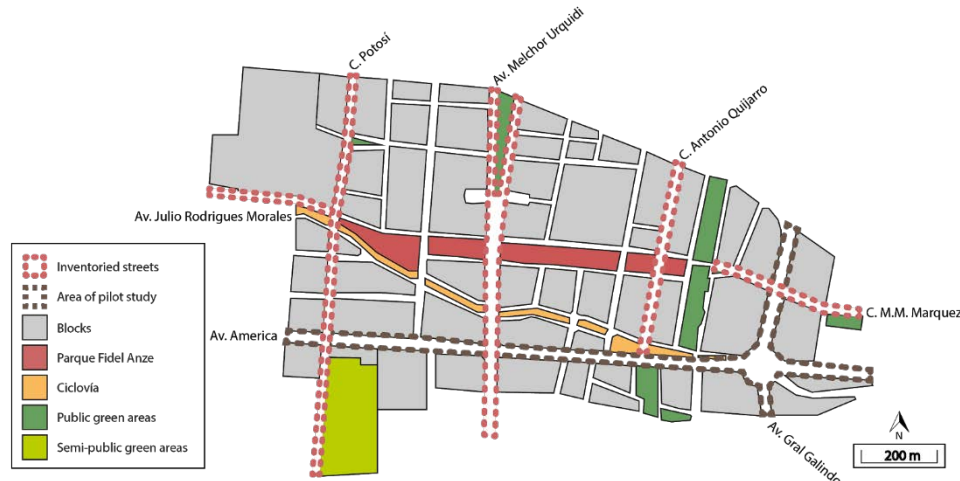 C. Potosí
Av. Melchor Urquidi
C. Antonio Quijarro
Av. Julio Rodrigues Morales
C. M.M. Marquez
Av. America
Av. Gral Galindo
Inventoried streets
Area of pilot study
Blocks
Parque Fidel Anze
Ciclovía
Public green areas
Semi-public green areas
N
200 m